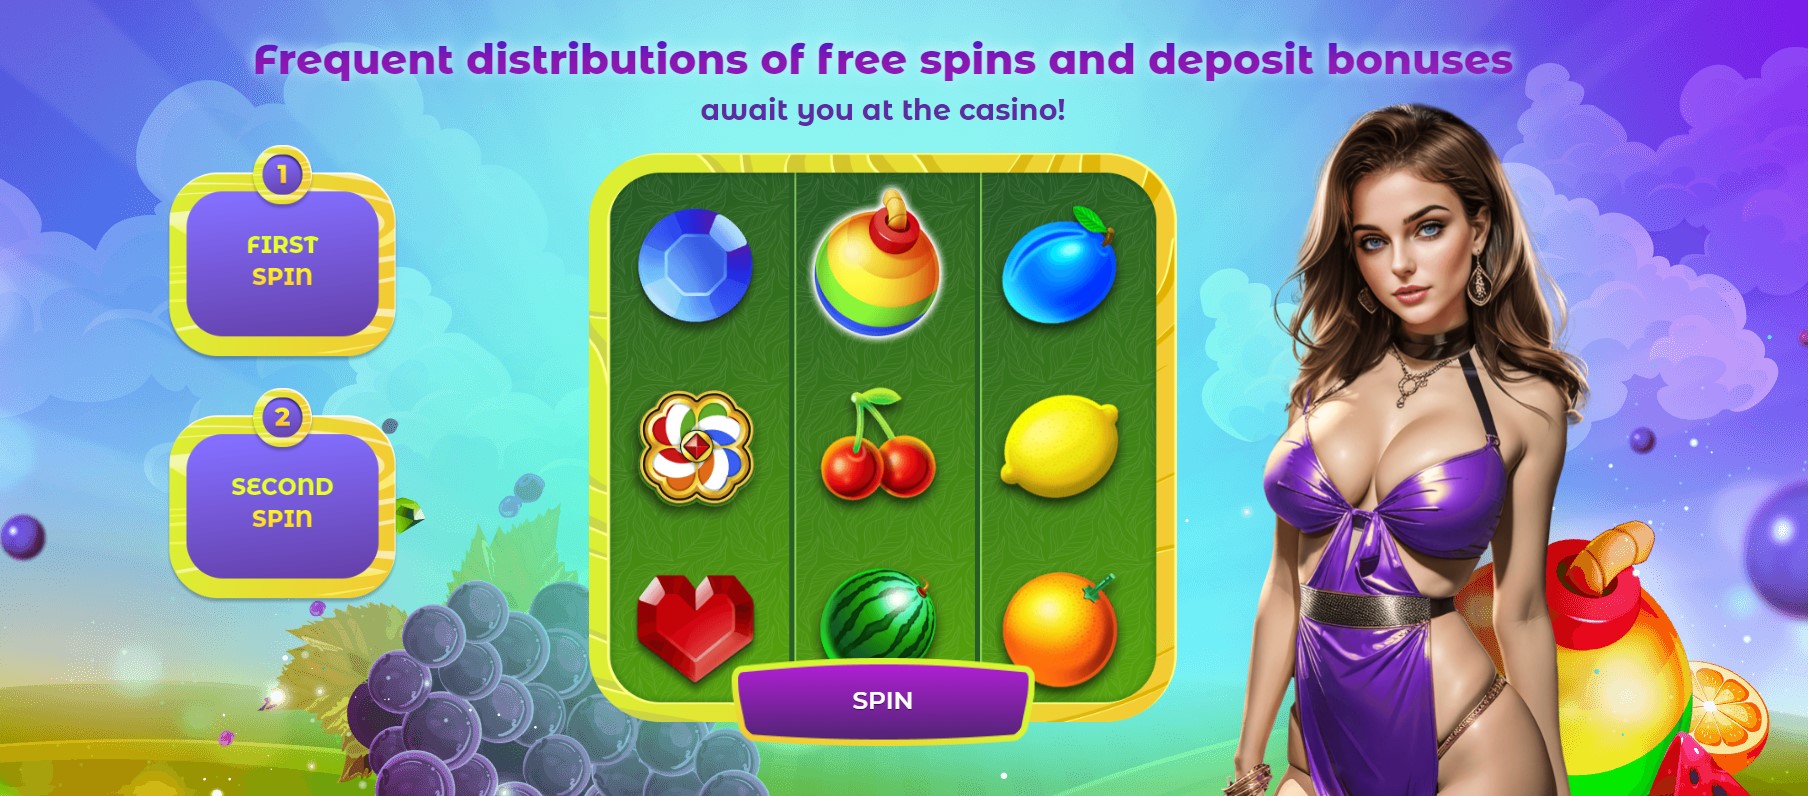 Frequent distributions of free spins and deposit bonuses
await you at the casino!
1
FIRST
SPIN
2
SECOND
SPIN
SPIN